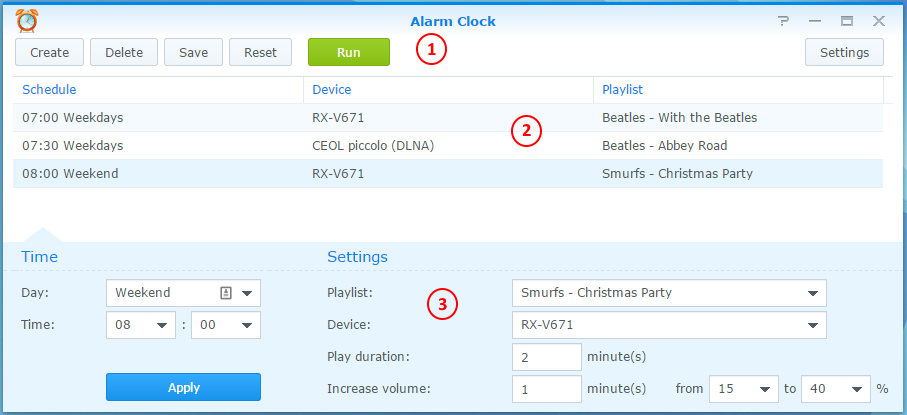 Alarm Clock ?
Create Delete Save Reset Run 1 Settings
Schedule Device Playlist
07:00 Weekdays RX-V671 Beatles - With the Beatles
2
07:30 Weekdays CEOL piccolo (DLNA) Beatles - Abbey Road
08:00 Weekend RX-V671 Smurfs - Christmas Party
Time Settings
Day: Weekend Playlist: 3 Smurfs - Christmas Party
Time: 08 : 00 Device: RX-V671
Play duration: 2 minute(s)
Apply Increase volume: 1 minute(s) from 15 to 40 %